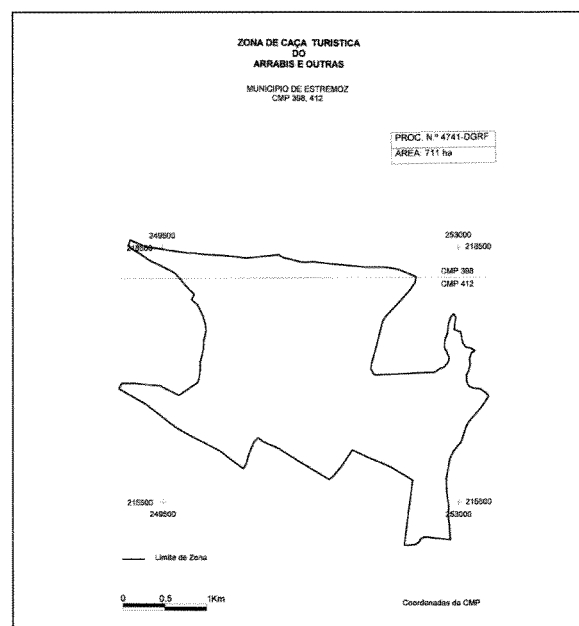 ZONA DE CAÇA TURISTICA
DO
ARRABIS E OUTRAS
MUNICIPIO DE ESTREMOZ
CMP 398, 412
PROC. N.º 4741-DGRF
AREA: 711 ha
249500
218500
253000
218500
CMP 398
CMP 412
215500
249500
215500
253000
Limite de Zona
0 0.5 1Km
Coordenadas da CMP